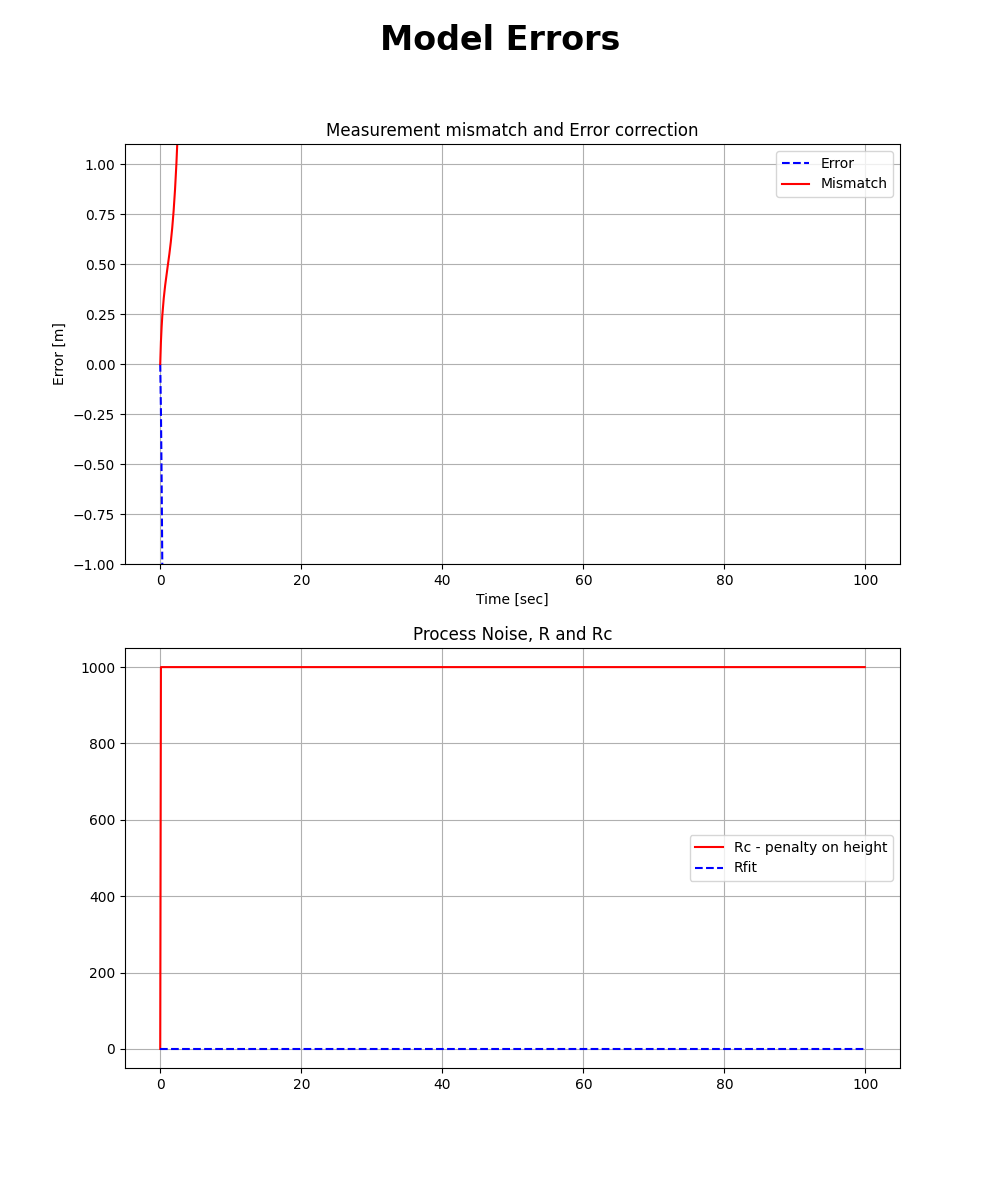 Model Errors
Measurement mismatch and Error correction
1.00
0.75
0.50
0.25
0.00
−0.25
−0.50
−0.75
−1.00
Error [m]
Error
Mismatch
0 20 40 60 80 100
Time [sec]
Process Noise, R and Rc
1000
800
600
400
200
0
Rc - penalty on height
Rfit
0 20 40 60 80 100